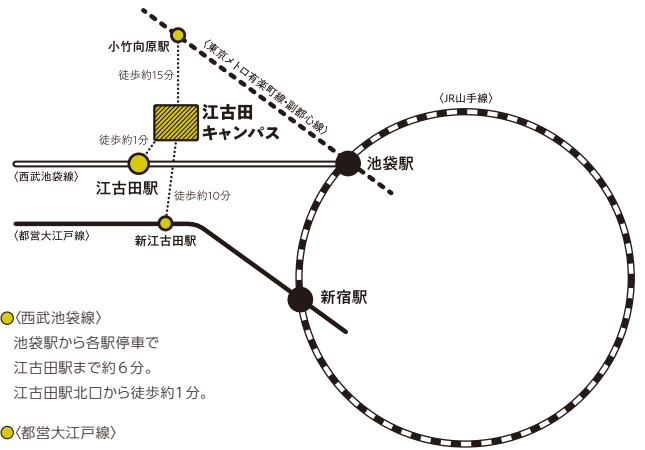 小竹向原駅
〈東京メトロ有楽町線・副都心線〉
徒歩約15分
〈JR山手線〉
江古田
キャンパス
徒歩約1分
池袋駅
〈西武池袋線〉
江古田駅
徒歩約10分
〈都営大江戸線〉
新江古田駅
新宿駅
〈西武池袋線〉
池袋駅から各駅停車で
江古田駅まで約6分。
江古田駅北口から徒歩約1分。
〈都営大江戸線〉